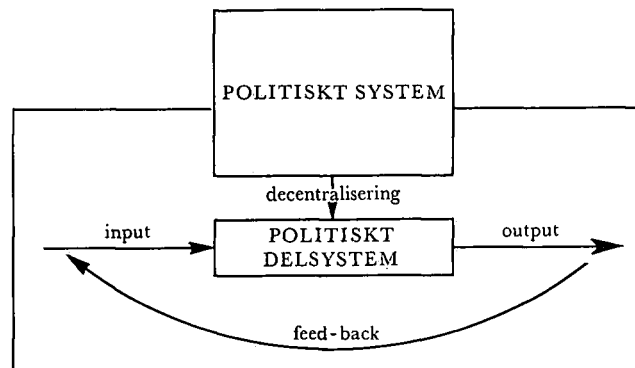 POLITISKT SYSTEM
decentralisering
input
POLITISKT
DELSYSTEM
output
feed-back